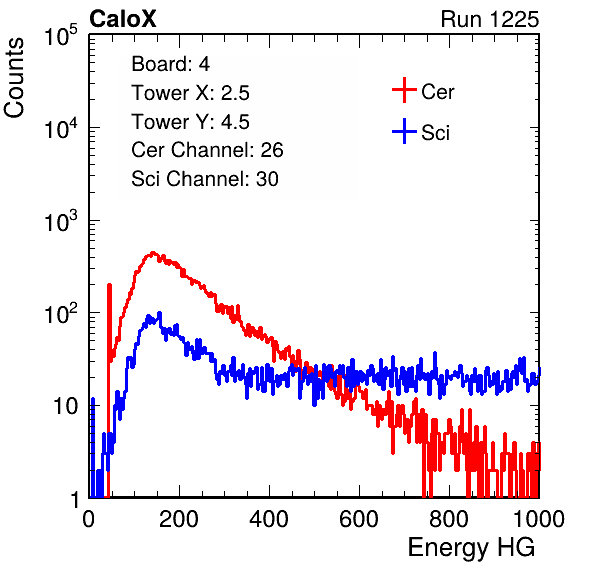 CaloX Run 1225
Counts
10^5
10^4
10^3
10^2
10
1
Board: 4
Tower X: 2.5
Tower Y: 4.5
Cer Channel: 26
Sci Channel: 30
Cer
Sci
0 200 400 600 800 1000
Energy HG